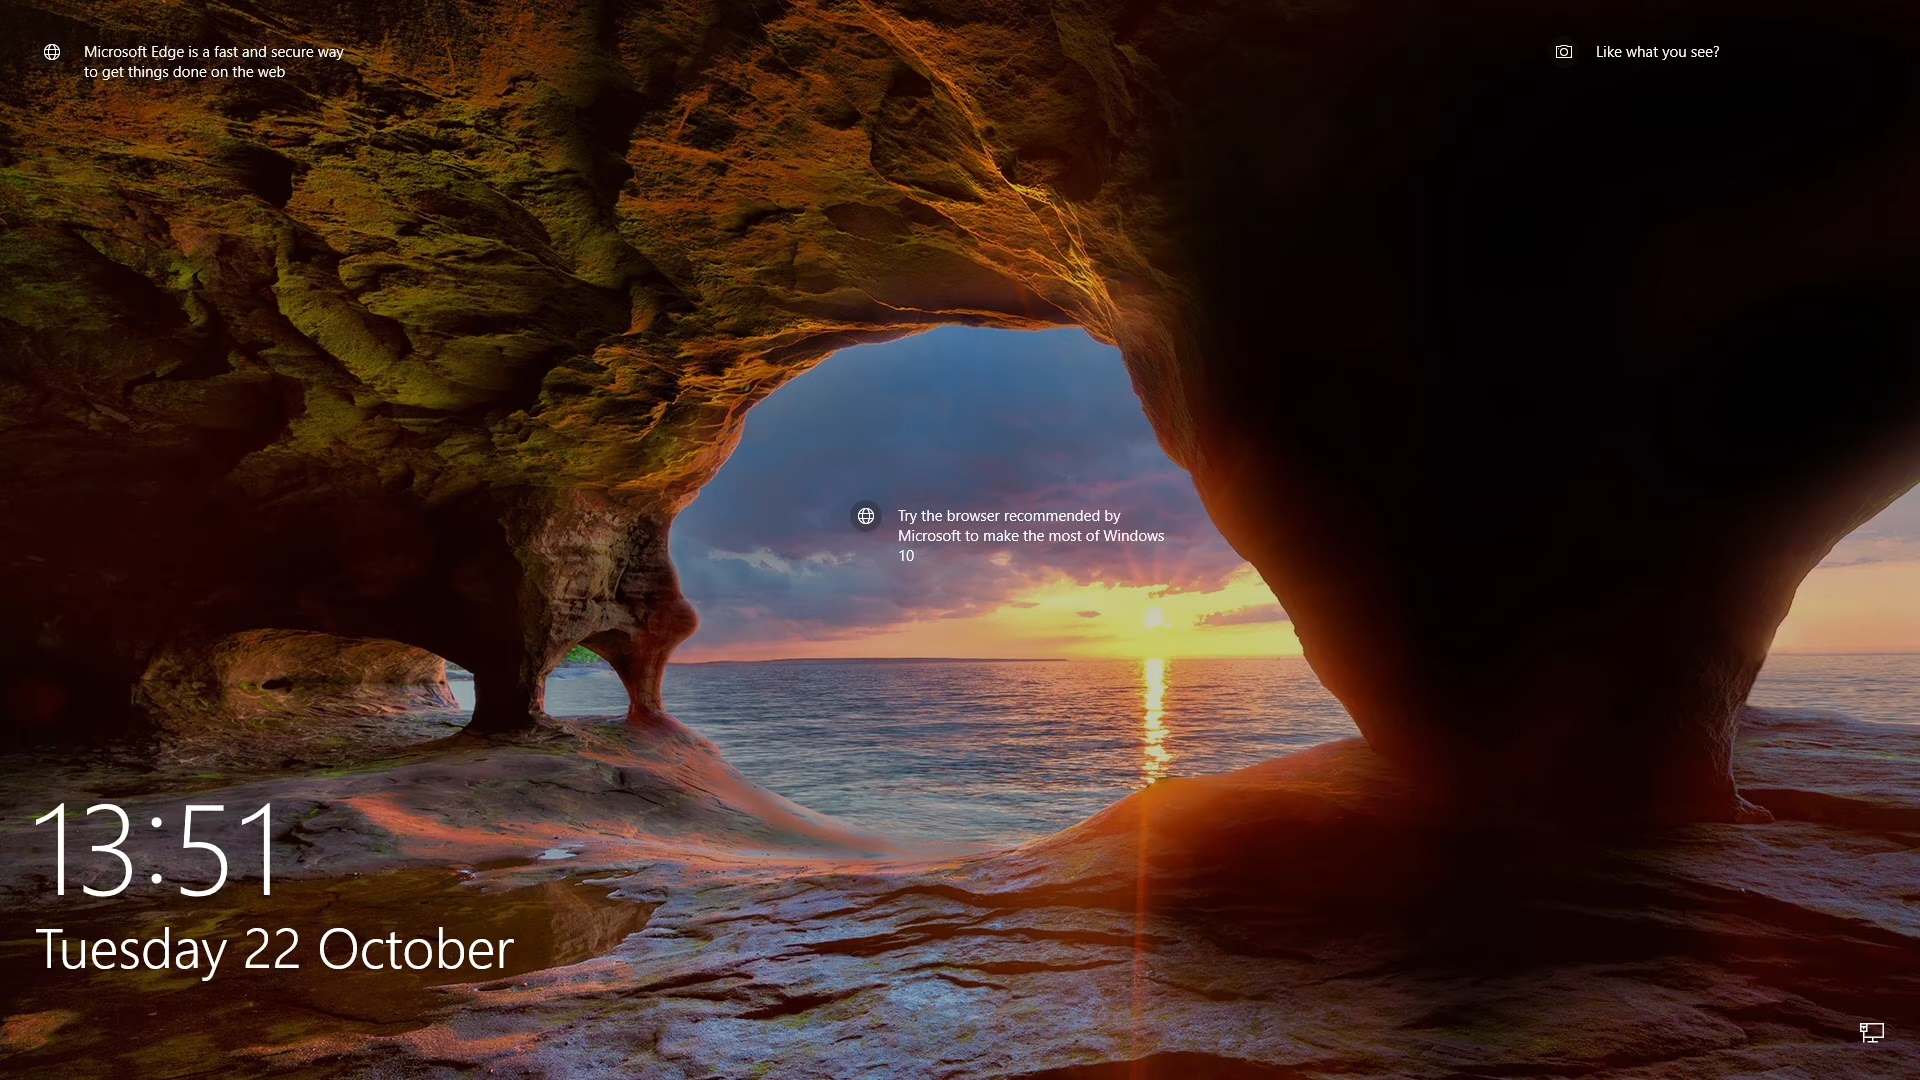 Microsoft Edge is a fast and secure way
to get things done on the web
Like what you see?
Try the browser recommended by
Microsoft to make the most of Windows
10
13:51
Tuesday 22 October